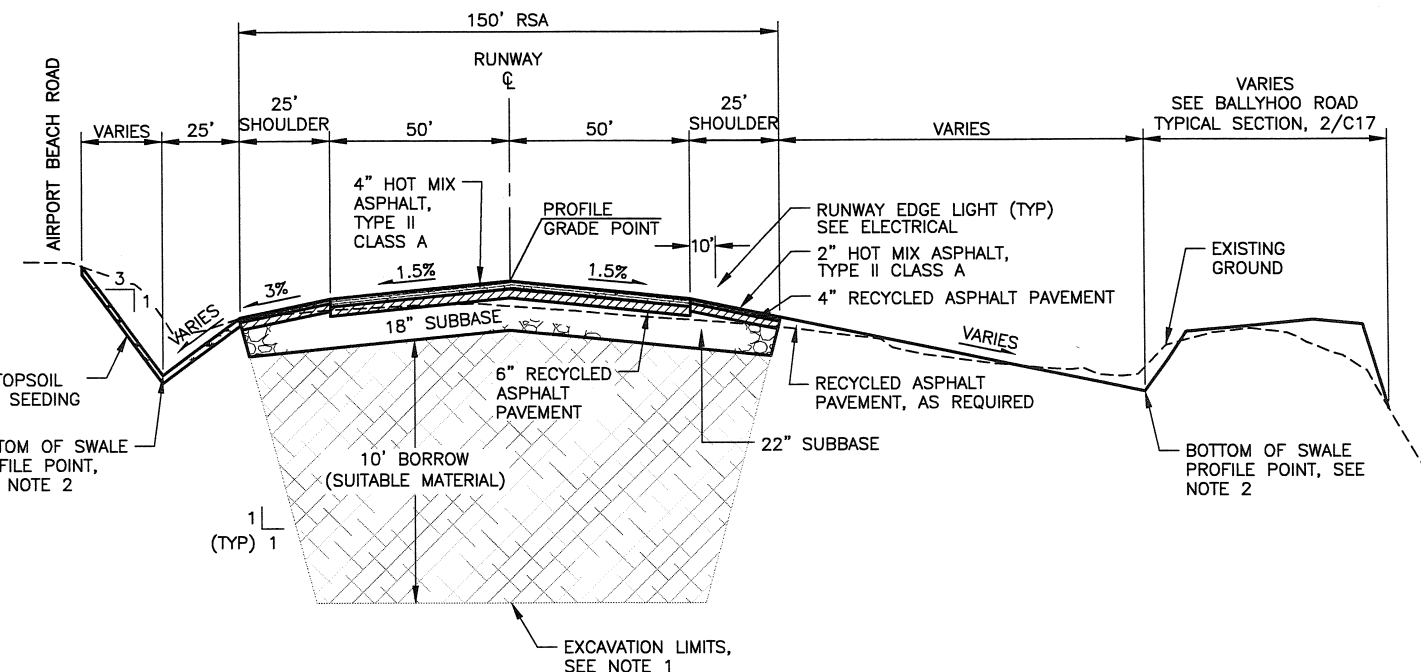 150' RSA
RUNWAY
℄
AIRPORT BEACH ROAD
VARIES
25'
25'
SHOULDER
50'
50'
25'
SHOULDER
VARIES
VARIES
SEE BALLYHOO ROAD
TYPICAL SECTION, 2/C17
4" HOT MIX
ASPHALT,
TYPE II
CLASS A
PROFILE
GRADE POINT
10'
RUNWAY EDGE LIGHT (TYP)
SEE ELECTRICAL
2" HOT MIX ASPHALT,
TYPE II CLASS A
4" RECYCLED ASPHALT PAVEMENT
EXISTING
GROUND
3
1
VARIES
3%
1.5%
1.5%
18" SUBBASE
VARIES
TOPSOIL
SEEDING
6" RECYCLED
ASPHALT
PAVEMENT
RECYCLED ASPHALT
PAVEMENT, AS REQUIRED
22" SUBBASE
TOM OF SWALE
FILE POINT,
NOTE 2
10' BORROW
(SUITABLE MATERIAL)
BOTTOM OF SWALE
PROFILE POINT, SEE
NOTE 2
1
(TYP) 1
EXCAVATION LIMITS,
SEE NOTE 1